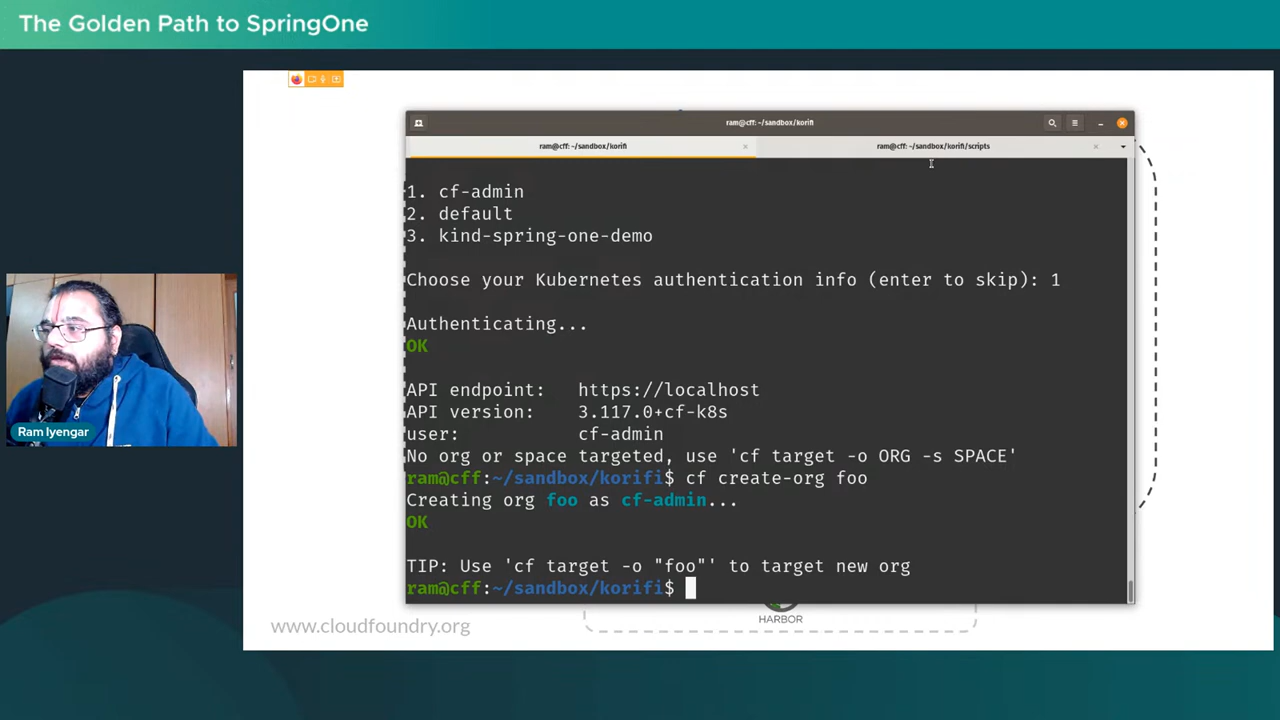 The Golden Path to SpringOne
ram@cff: ~/sandbox/korifi
ram@cff: ~/sandbox/korifi
ram@cff: ~/sandbox/korifi/scripts
1. cf-admin
2. default
3. kind-spring-one-demo
Choose your Kubernetes authentication info (enter to skip): 1
Authenticating...
OK
API endpoint: https://localhost
API version: 3.117.0+cf-k8s
user: cf-admin
No org or space targeted, use 'cf target -o ORG -s SPACE'
ram@cff:~/sandbox/korifi$ cf create-org foo
Creating org foo as cf-admin...
OK
TIP: Use 'cf target -o "foo"' to target new org
ram@cff:~/sandbox/korifi$
HARBOR
www.cloudfoundry.org
Ram Iyengar